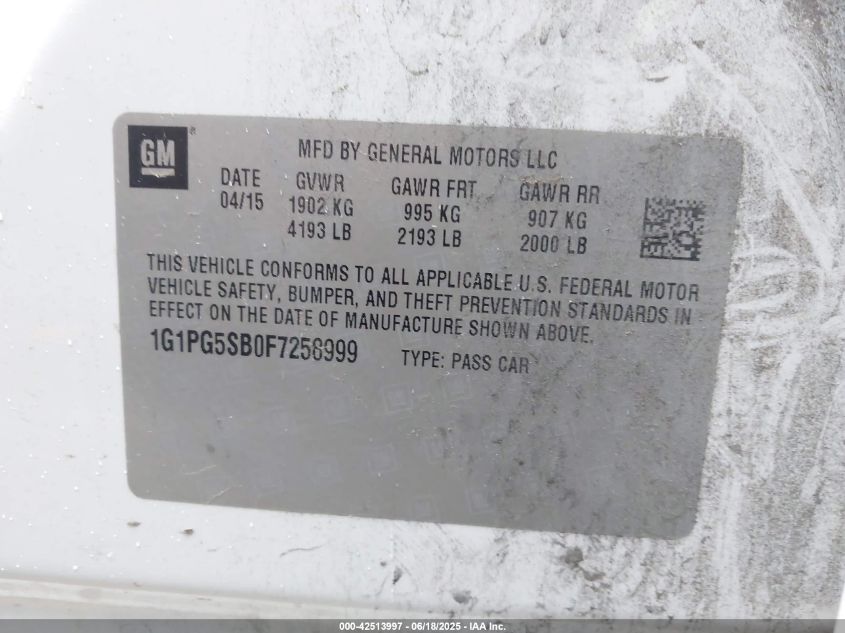 GM ®
MFD BY GENERAL MOTORS LLC
DATE GVWR GAWR FRT GAWR RR
04/15 1902 KG 995 KG 907 KG
4193 LB 2193 LB 2000 LB
THIS VEHICLE CONFORMS TO ALL APPLICABLE U.S. FEDERAL MOTOR
VEHICLE SAFETY, BUMPER, AND THEFT PREVENTION STANDARDS IN
EFFECT ON THE DATE OF MANUFACTURE SHOWN ABOVE.
1G1PG5SB0F7258999 TYPE: PASS CAR
000-42513997 - 06/18/2025 - IAA Inc.